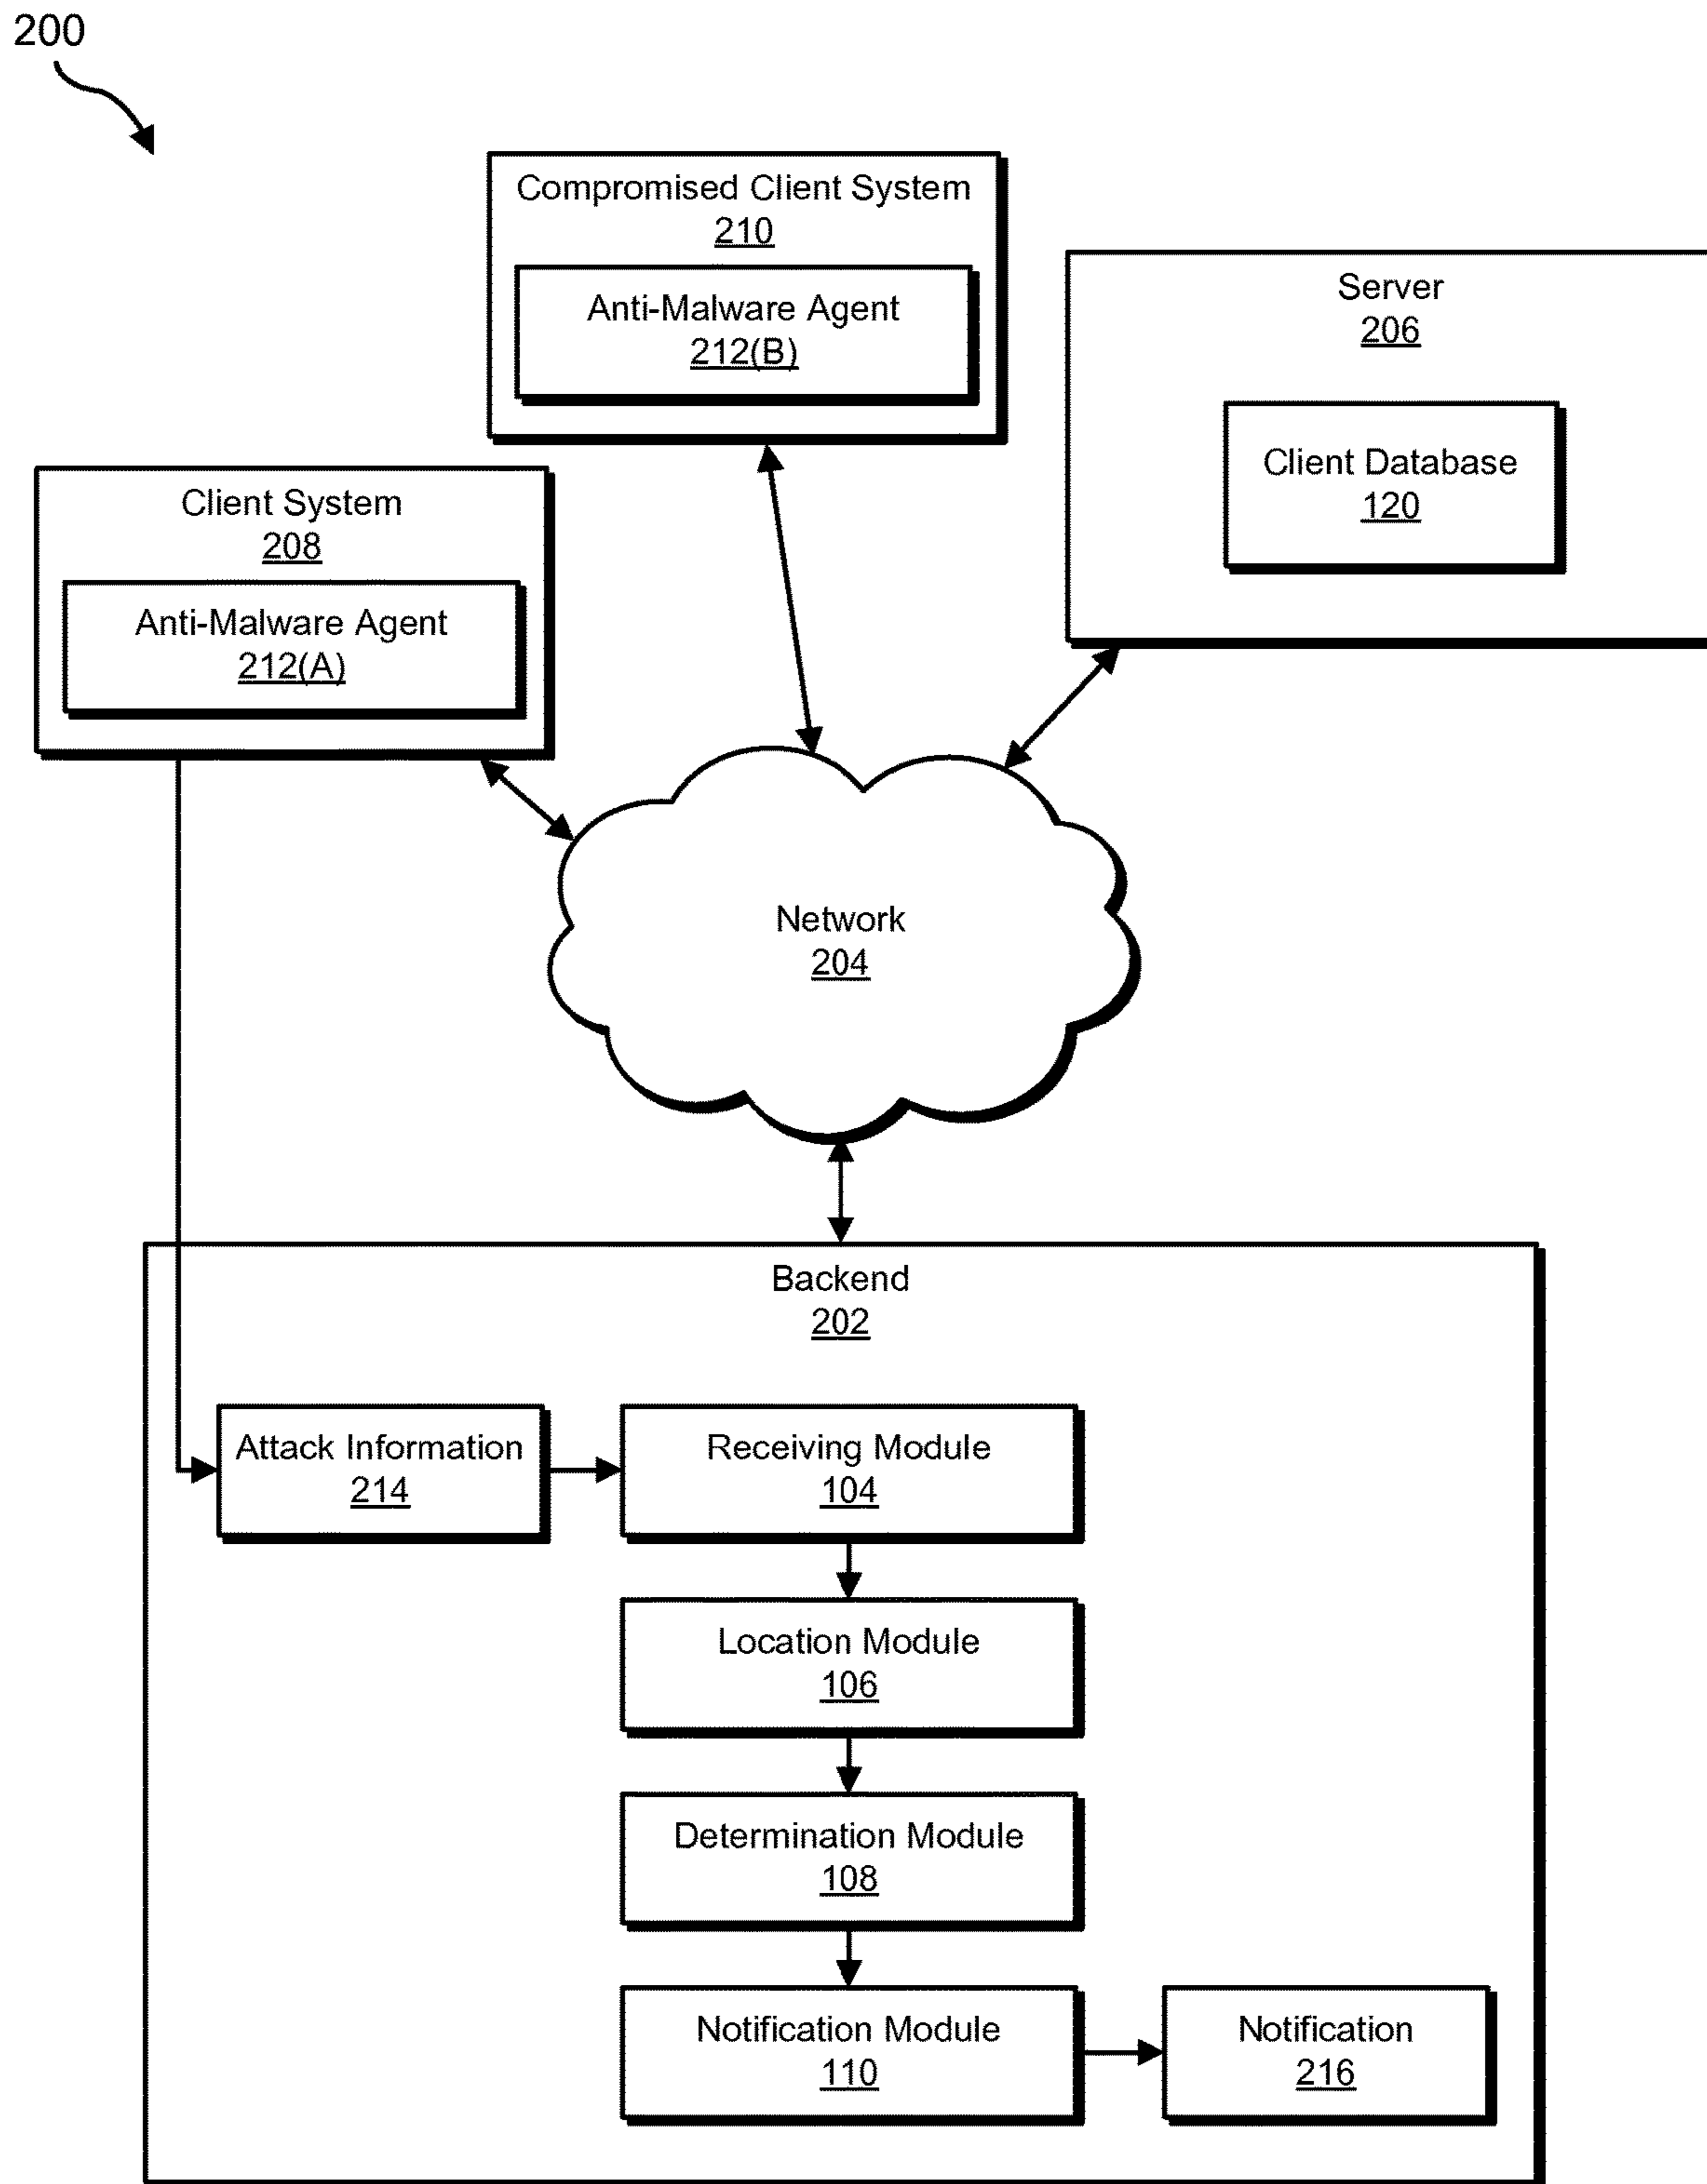 200
Compromised Client System
210
Anti-Malware Agent
212(B)
Server
206
Client Database
120
Client System
208
Anti-Malware Agent
212(A)
Network
204
Backend
202
Attack Information
214
Receiving Module
104
Location Module
106
Determination Module
108
Notification Module
110
Notification
216